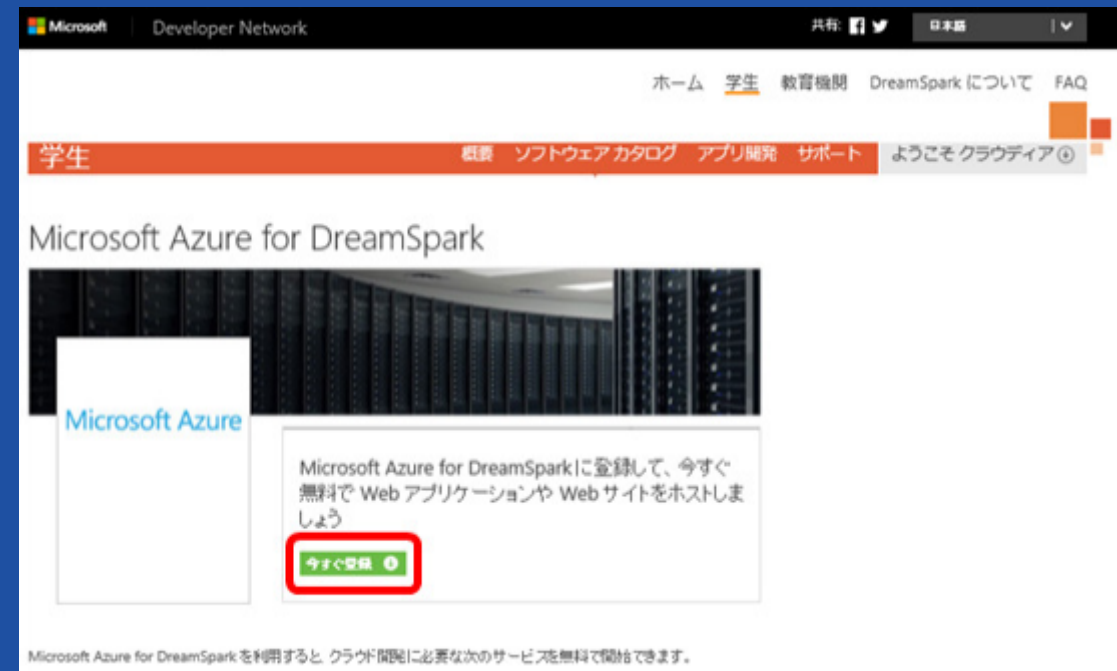 Microsoft Developer Network 共有: 日本語
ホーム 学生 教育機関 DreamSpark について FAQ
学生 概要 ソフトウェア カタログ アプリ開発 サポート ようこそ クラウディア
Microsoft Azure for DreamSpark
Microsoft Azure
Microsoft Azure for DreamSparkに登録して、今すぐ
無料で Web アプリケーションや Web サイトをホストしま
しょう
今すぐ登録
Microsoft Azure for DreamSpark を利用すると、クラウド開発に必要な次のサービスを無料で開始できます。